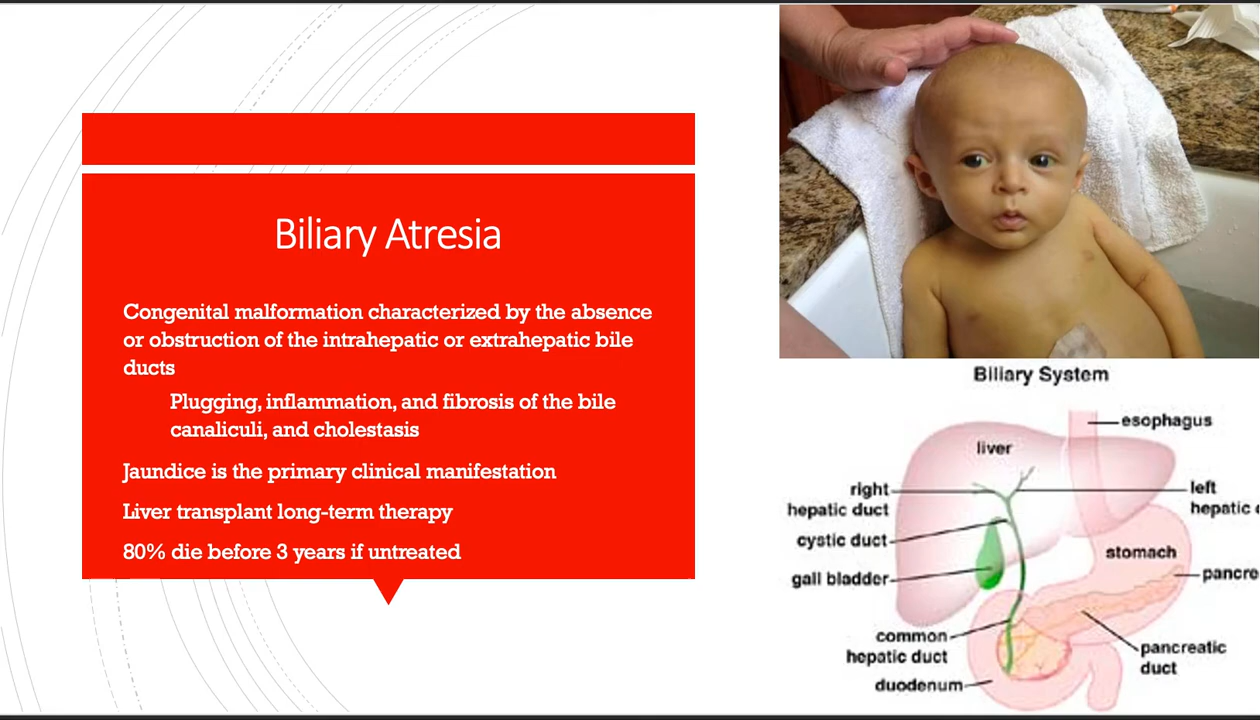 Biliary Atresia
Congenital malformation characterized by the absence
or obstruction of the intrahepatic or extrahepatic bile
ducts
Plugging, inflammation, and fibrosis of the bile
canaliculi, and cholestasis
Jaundice is the primary clinical manifestation
Liver transplant long-term therapy
80% die before 3 years if untreated
Biliary System
esophagus
liver
right
hepatic duct
left
hepatic
cystic duct
stomach
gall bladder
pancre
common
hepatic duct
pancreatic
duct
duodenum